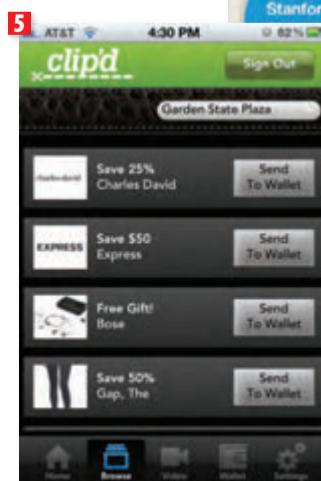 Stanfor
5
AT&T 4:30 PM 82%
clip'd
Sign Out
Garden State Plaza
charles david
Save 25%
Charles David
Send
To Wallet
EXPRESS
Save $50
Express
Send
To Wallet
Free Gift!
Bose
Send
To Wallet
Save 50%
Gap, The
Send
To Wallet
Home Browse Video Wallet Settings